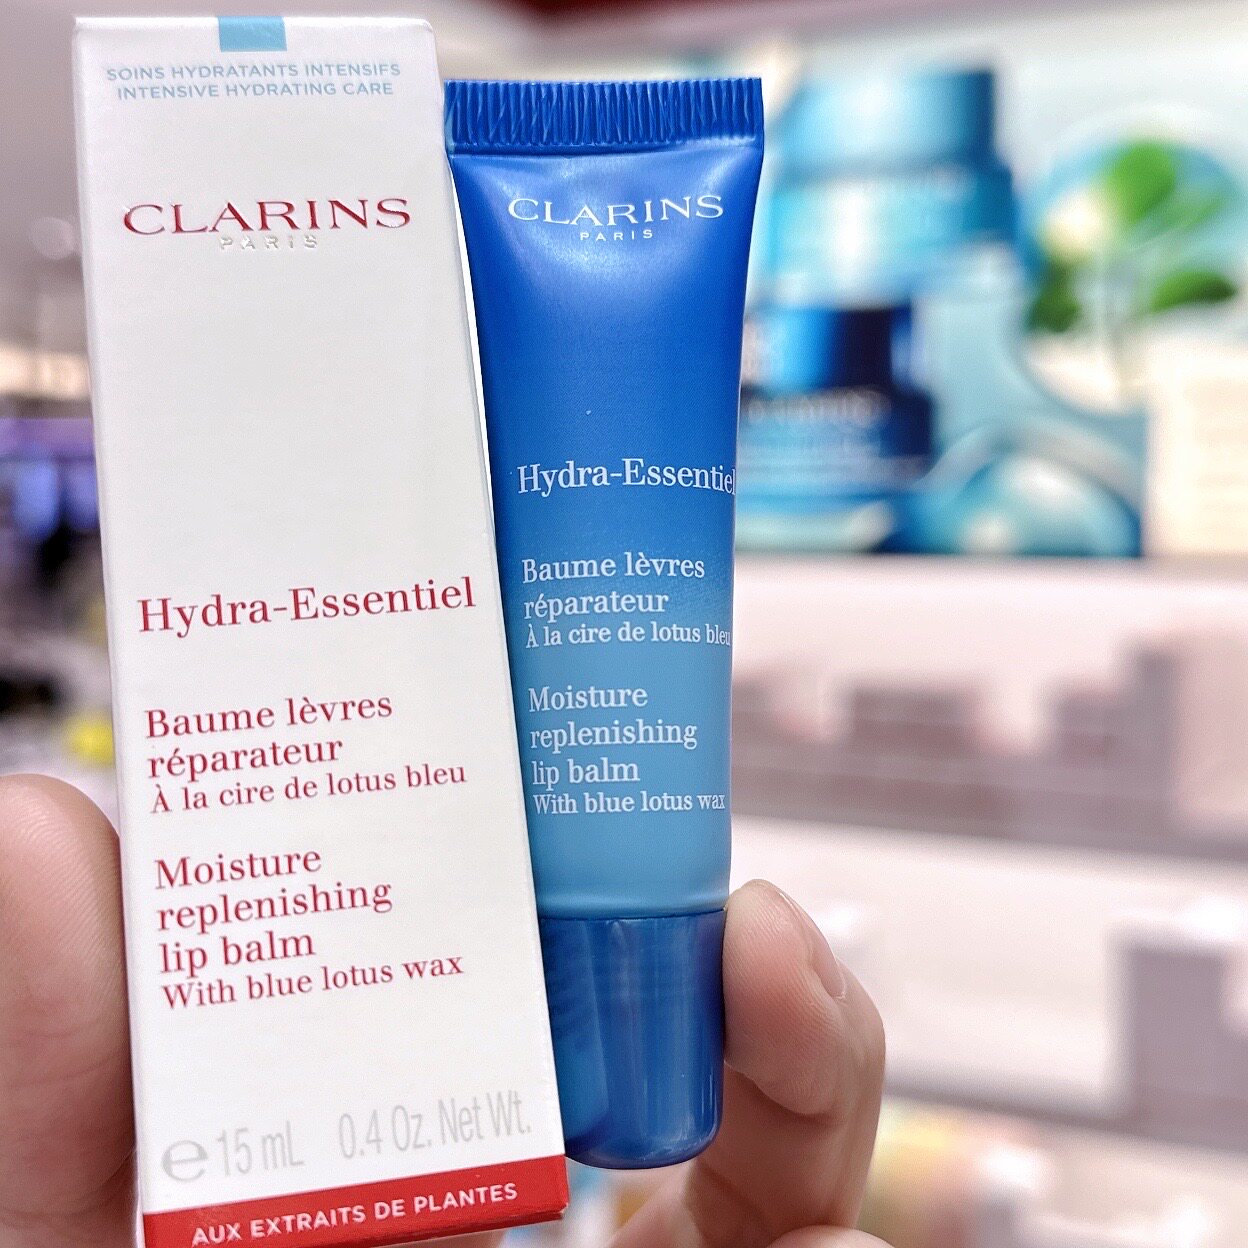 SOINS HYDRATANTS INTENSIFS
INTENSIVE HYDRATING CARE
CLARINS
PARIS
Hydra-Essentiel
Baume lèvres
réparateur
À la cire de lotus bleu
Moisture
replenishing
lip balm
With blue lotus wax
℮ 15 mL 0.4 Oz. Net Wt.
AUX EXTRAITS DE PLANTES
CLARINS
PARIS
Hydra-Essentiel
Baume lèvres
réparateur
À la cire de lotus bleu
Moisture
replenishing
lip balm
With blue lotus wax